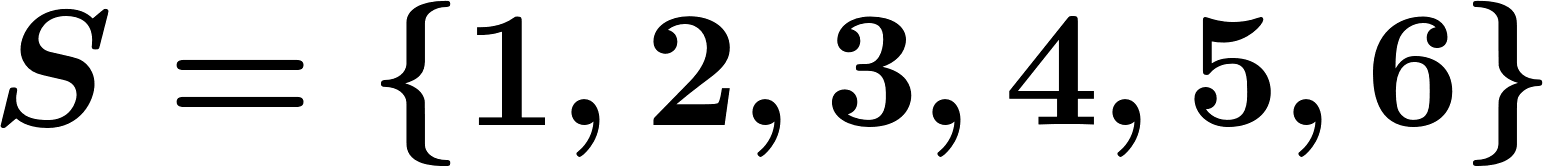 S = {1, 2, 3, 4, 5, 6}